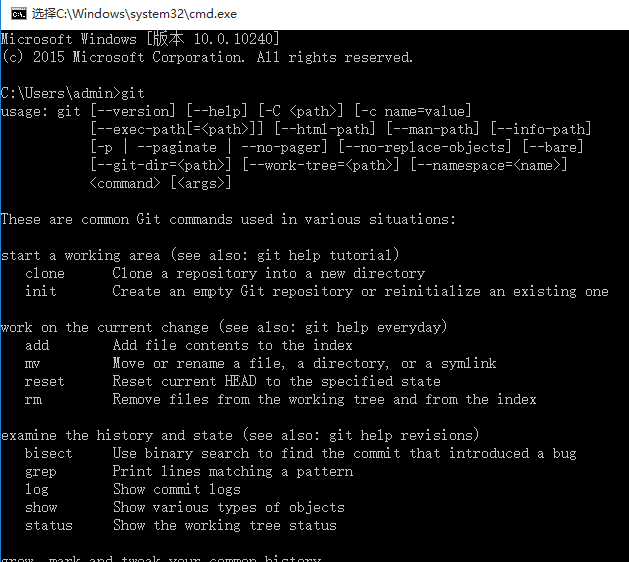 选择C:\Windows\system32\cmd.exe
Microsoft Windows [版本 10.0.10240]
(c) 2015 Microsoft Corporation. All rights reserved.
C:\Users\admin>git
usage: git [--version] [--help] [-C <path>] [-c name=value]
           [--exec-path[=<path>]] [--html-path] [--man-path] [--info-path]
           [-p | --paginate | --no-pager] [--no-replace-objects] [--bare]
           [--git-dir=<path>] [--work-tree=<path>] [--namespace=<name>]
           <command> [<args>]
These are common Git commands used in various situations:
start a working area (see also: git help tutorial)
   clone      Clone a repository into a new directory
   init       Create an empty Git repository or reinitialize an existing one
work on the current change (see also: git help everyday)
   add        Add file contents to the index
   mv         Move or rename a file, a directory, or a symlink
   reset      Reset current HEAD to the specified state
   rm         Remove files from the working tree and from the index
examine the history and state (see also: git help revisions)
   bisect     Use binary search to find the commit that introduced a bug
   grep       Print lines matching a pattern
   log        Show commit logs
   show       Show various types of objects
   status     Show the working tree status
grow, mark and tweak your common history